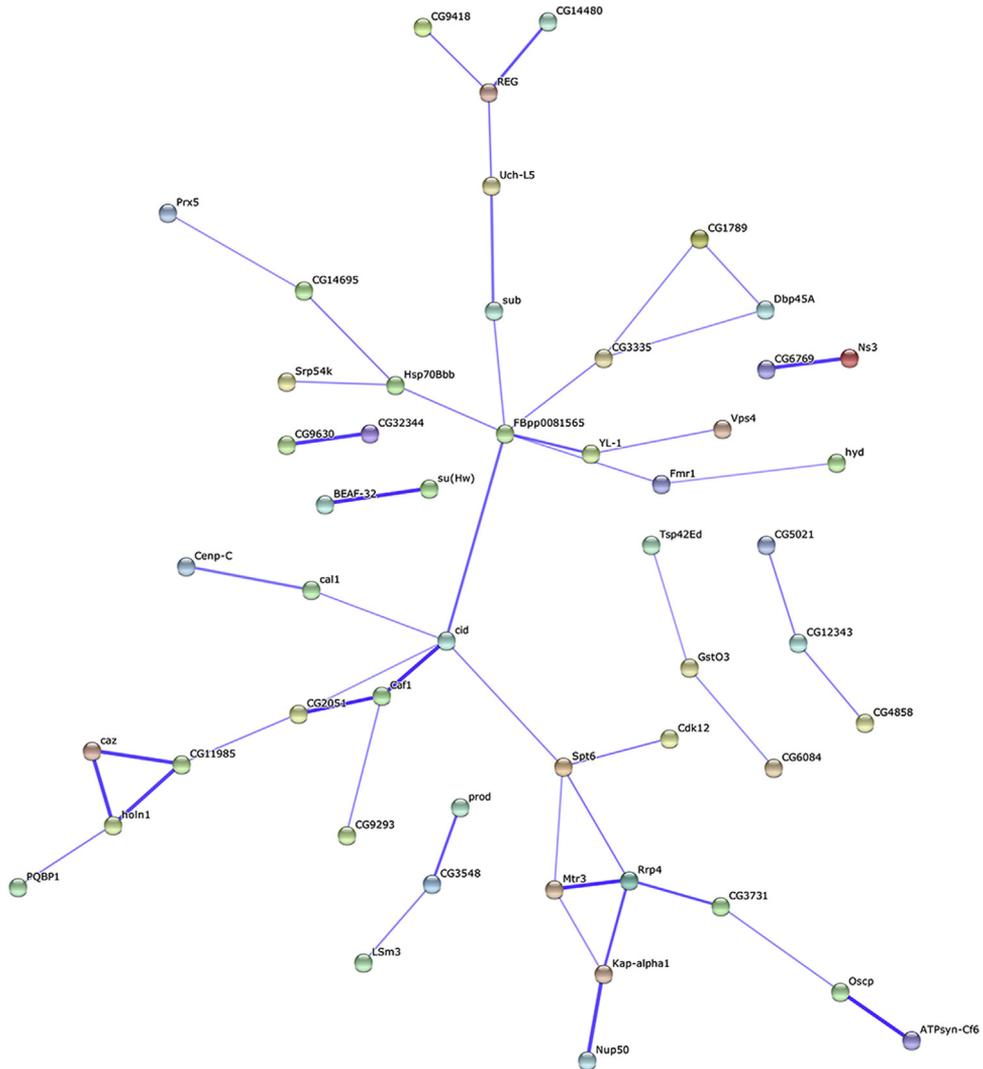 CG9418
CG14480
REG
Uch-L5
Prx5
CG1789
CG14695
sub
Dbp45A
CG3335
Ns3
CG6769
Srp54k
Hsp70Bbb
CG32344
FBpp0081565
Vps4
CG9630
YL-1
hyd
su(Hw)
Fmr1
BEAF-32
Tsp42Ed
CG5021
Cenp-C
cal1
cid
CG12343
GstO3
Caf1
CG2051
CG4858
Cdk12
caz
CG11985
Spt6
CG6084
prod
holn1
CG9293
PQBP1
CG3548
Mtr3
Rrp4
CG3731
LSm3
Kap-alpha1
Oscp
ATPsyn-Cf6
Nup50